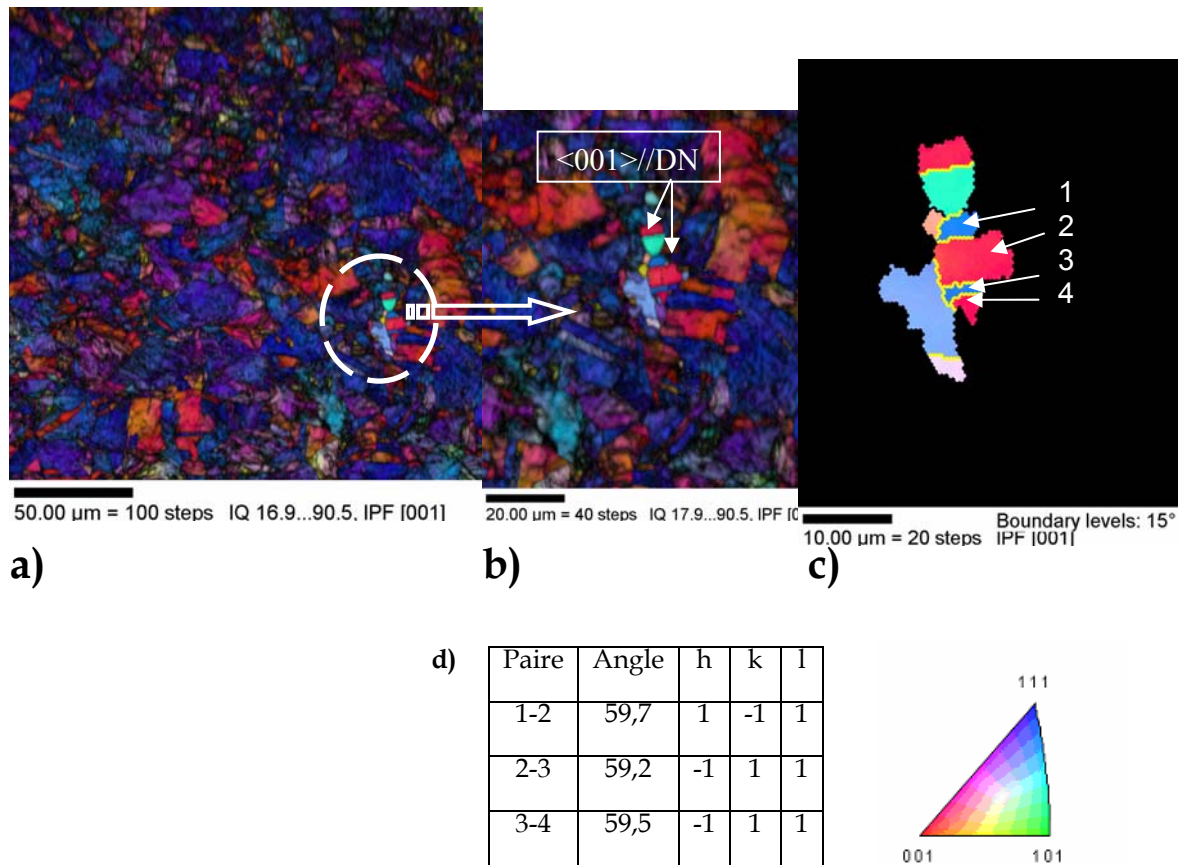 <001>//DN
1
2
3
4
50.00 µm = 100 steps IQ 16.9...90.5, IPF [001]
20.00 µm = 40 steps IQ 17.9...90.5, IPF [0
Boundary levels: 15°
10.00 µm = 20 steps IPF [001]
a)
b)
c)
d)
Paire Angle h k l
1-2 59,7 1 -1 1
2-3 59,2 -1 1 1
3-4 59,5 -1 1 1
111
001 101